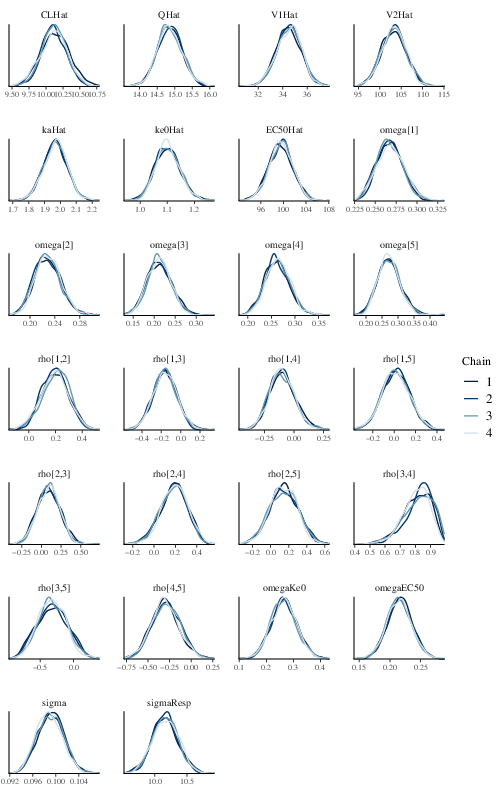 CLHat QHat V1Hat V2Hat
9.50 9.75 10.00 10.25 10.50 10.75 14.0 14.5 15.0 15.5 16.0 32 34 36 95 100 105 110 115
kaHat ke0Hat EC50Hat omega[1]
1.7 1.8 1.9 2.0 2.1 2.2 1.0 1.1 1.2 96 100 104 108 0.225 0.250 0.275 0.300 0.325
omega[2] omega[3] omega[4] omega[5]
0.20 0.24 0.28 0.15 0.20 0.25 0.30 0.20 0.25 0.30 0.35 0.20 0.25 0.30 0.35 0.40
rho[1,2] rho[1,3] rho[1,4] rho[1,5]
0.0 0.2 0.4 −0.4 −0.2 0.0 0.2 −0.25 0.00 0.25 −0.2 0.0 0.2 0.4
Chain
1
2
3
4
rho[2,3] rho[2,4] rho[2,5] rho[3,4]
−0.25 0.00 0.25 0.50 −0.2 0.0 0.2 0.4 −0.2 0.0 0.2 0.4 0.6 0.4 0.5 0.6 0.7 0.8 0.9
rho[3,5] rho[4,5] omegaKe0 omegaEC50
−0.5 0.0 −0.75 −0.50 −0.25 0.00 0.25 0.1 0.2 0.3 0.4 0.15 0.20 0.25
sigma sigmaResp
0.092 0.096 0.100 0.104 10.0 10.5